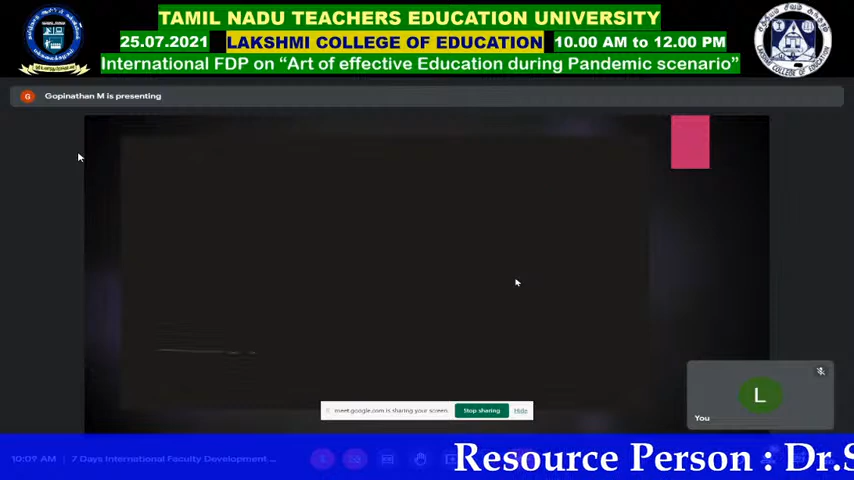 TAMIL NADU TEACHERS EDUCATION UNIVERSITY
25.07.2021 LAKSHMI COLLEGE OF EDUCATION 10.00 AM to 12.00 PM
International FDP on “Art of effective Education during Pandemic scenario”
G Gopinathan M is presenting
meet.google.com is sharing your screen. Stop sharing Hide
L
You
10:09 AM | 7 Days International Faculty Development ...
Resource Person : Dr.S